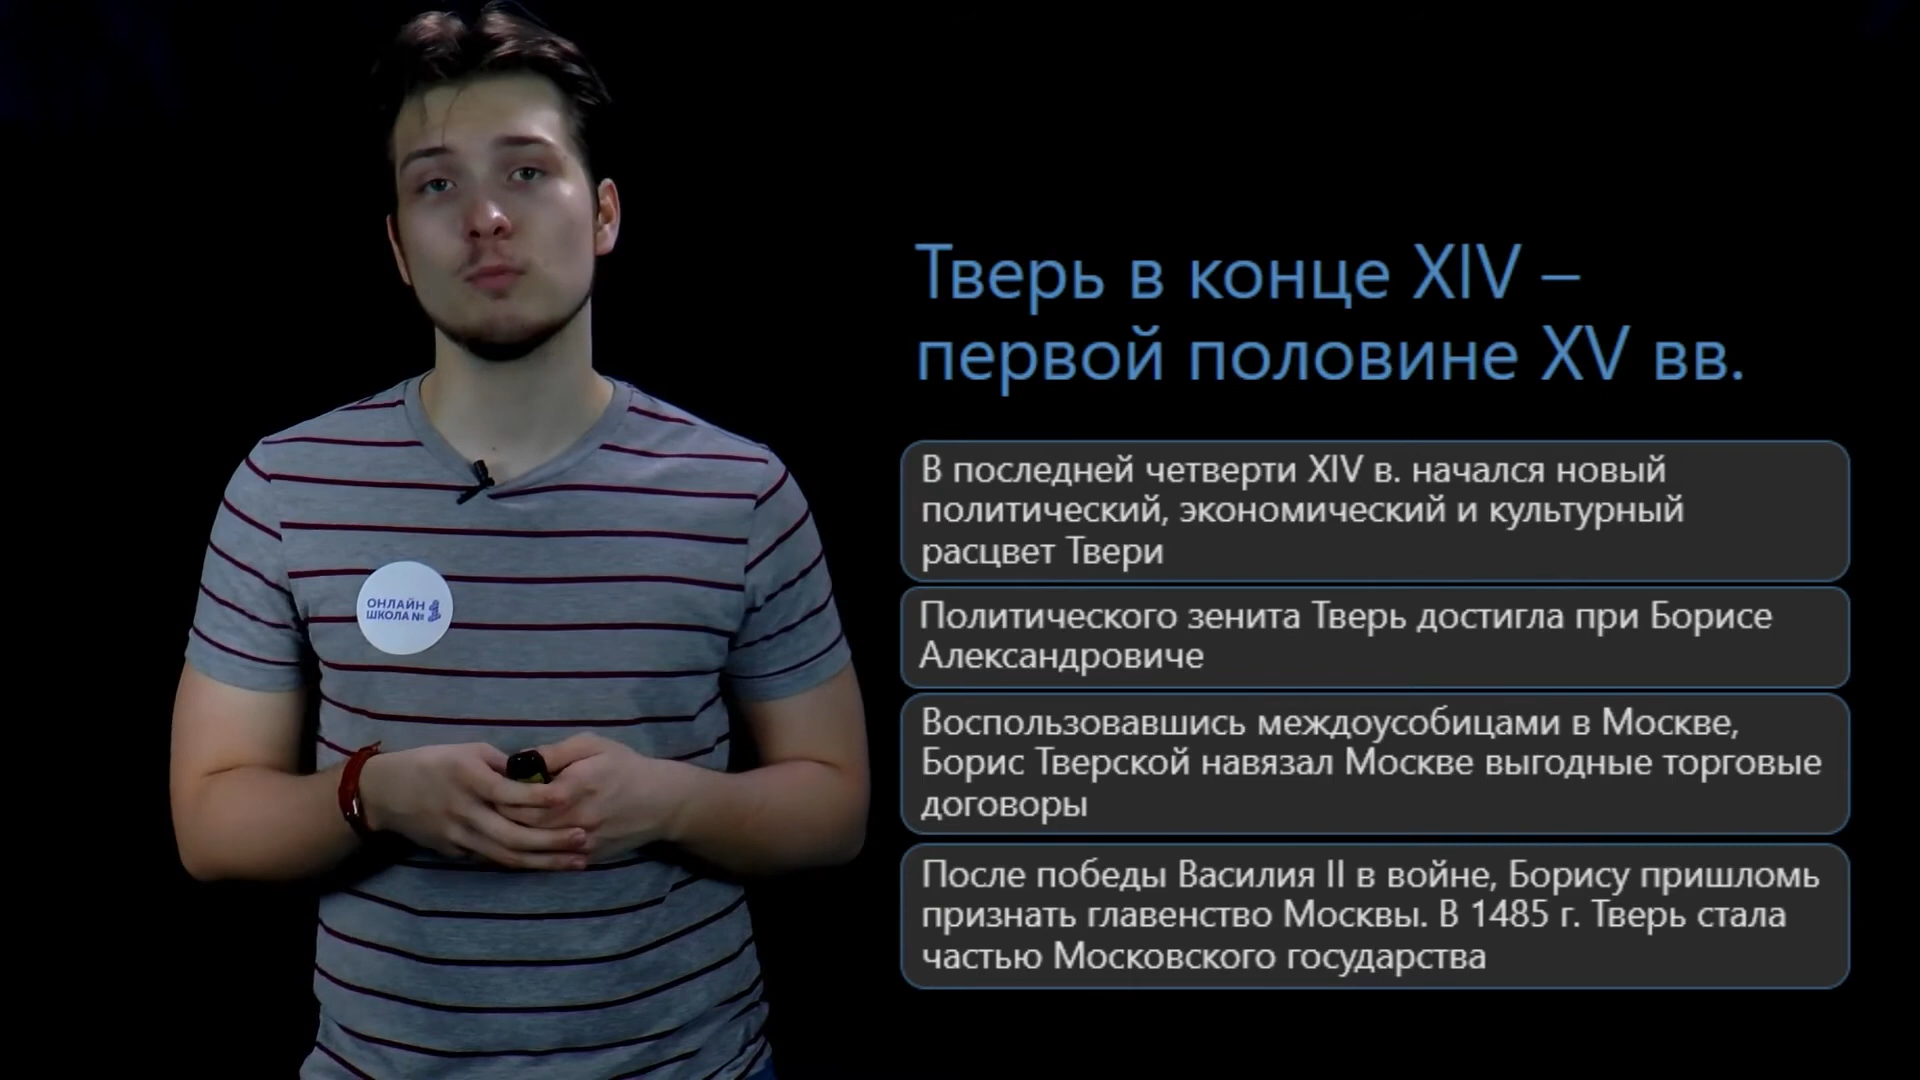 Тверь в конце XIV –
первой половине XV вв.
В последней четверти XIV в. начался новый
политический, экономический и культурный
расцвет Твери
Политического зенита Тверь достигла при Борисе
Александровиче
Воспользовавшись междоусобицами в Москве,
Борис Тверской навязал Москве выгодные торговые
договоры
После победы Василия II в войне, Борису пришломь
признать главенство Москвы. В 1485 г. Тверь стала
частью Московского государства
ОНЛАЙН
ШКОЛА № 1